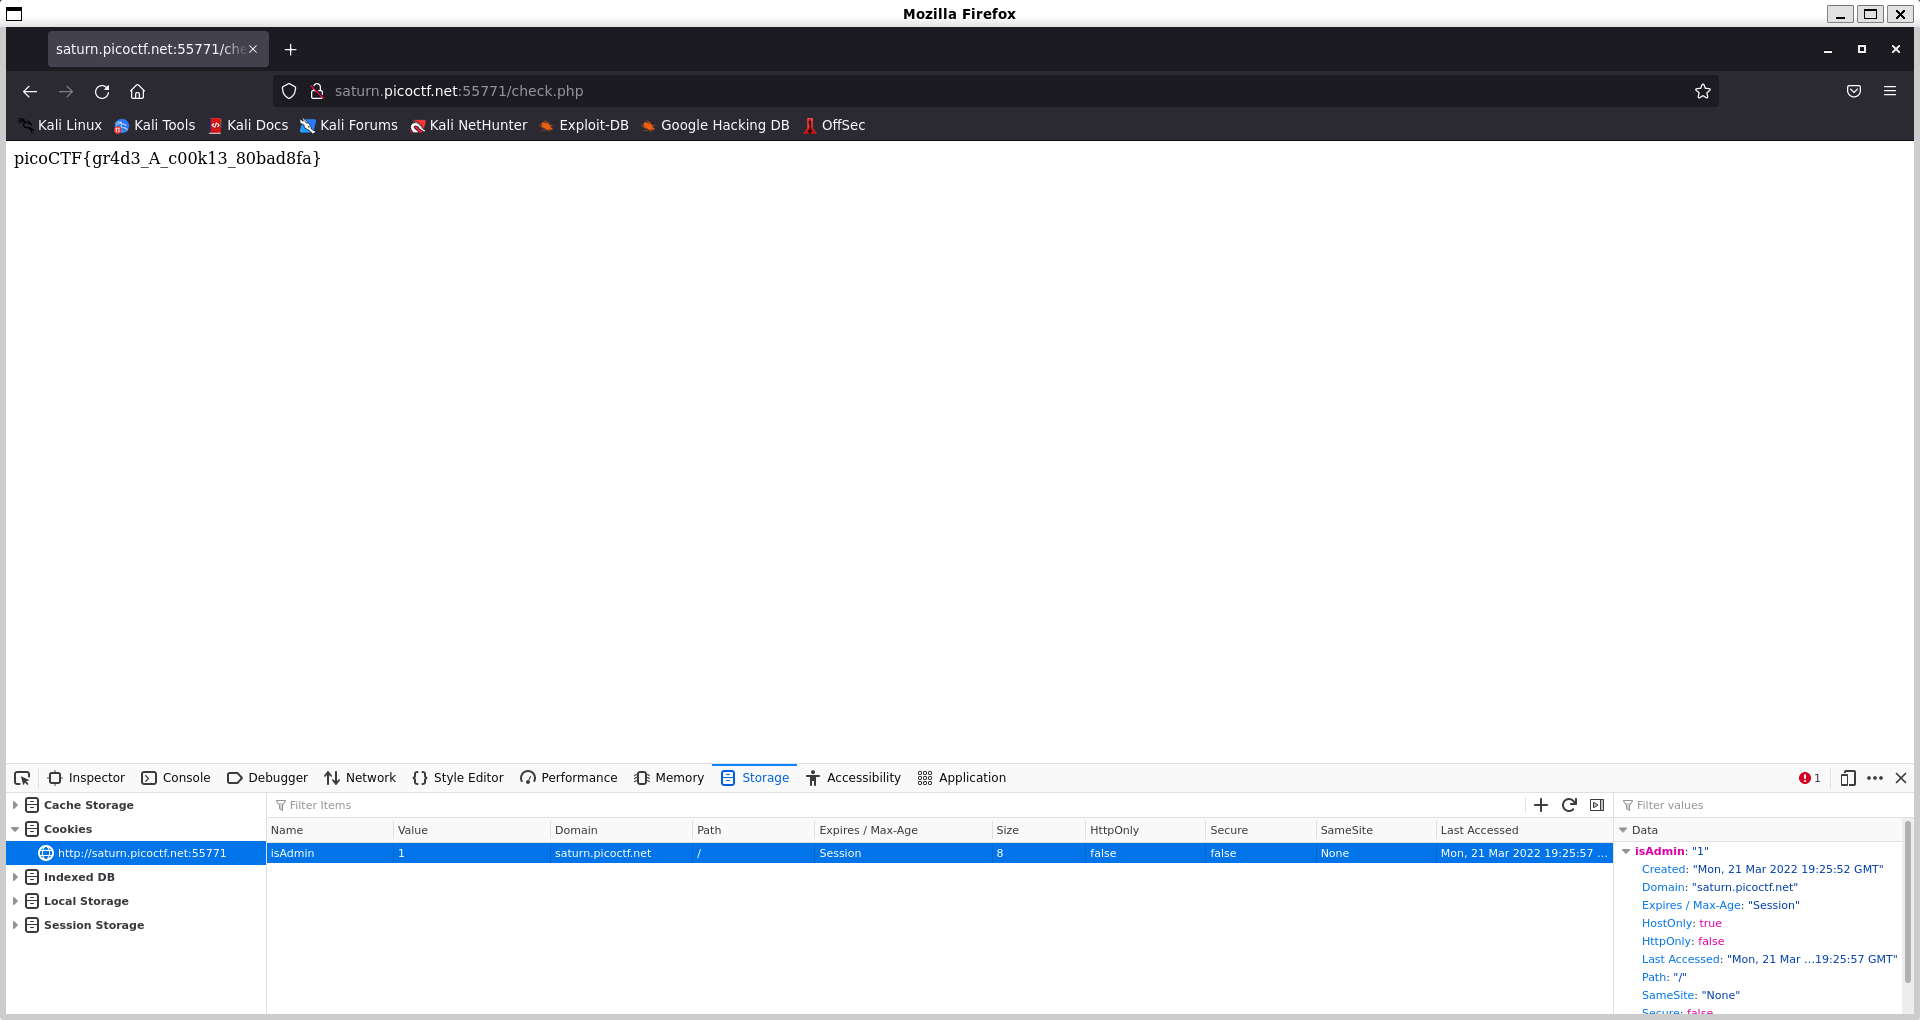 Mozilla Firefox
saturn.picoctf.net:55771/che
saturn.picoctf.net:55771/check.php
Kali Linux Kali Tools Kali Docs Kali Forums Kali NetHunter Exploit-DB Google Hacking DB OffSec
picoCTF{gr4d3_A_c00k13_80bad8fa}
Inspector Console Debugger Network Style Editor Performance Memory Storage Accessibility Application 1
Cache Storage Filter Items Filter values
Cookies Name Value Domain Path Expires / Max-Age Size HttpOnly Secure SameSite Last Accessed Data
http://saturn.picoctf.net:55771 isAdmin 1 saturn.picoctf.net / Session 8 false false None Mon, 21 Mar 2022 19:25:57 ... isAdmin: "1"
Created: "Mon, 21 Mar 2022 19:25:52 GMT"
Indexed DB
Domain: "saturn.picoctf.net"
Local Storage Expires / Max-Age: "Session"
Session Storage HostOnly: true
HttpOnly: false
Last Accessed: "Mon, 21 Mar ...19:25:57 GMT"
Path: "/"
SameSite: "None"
Secure: false